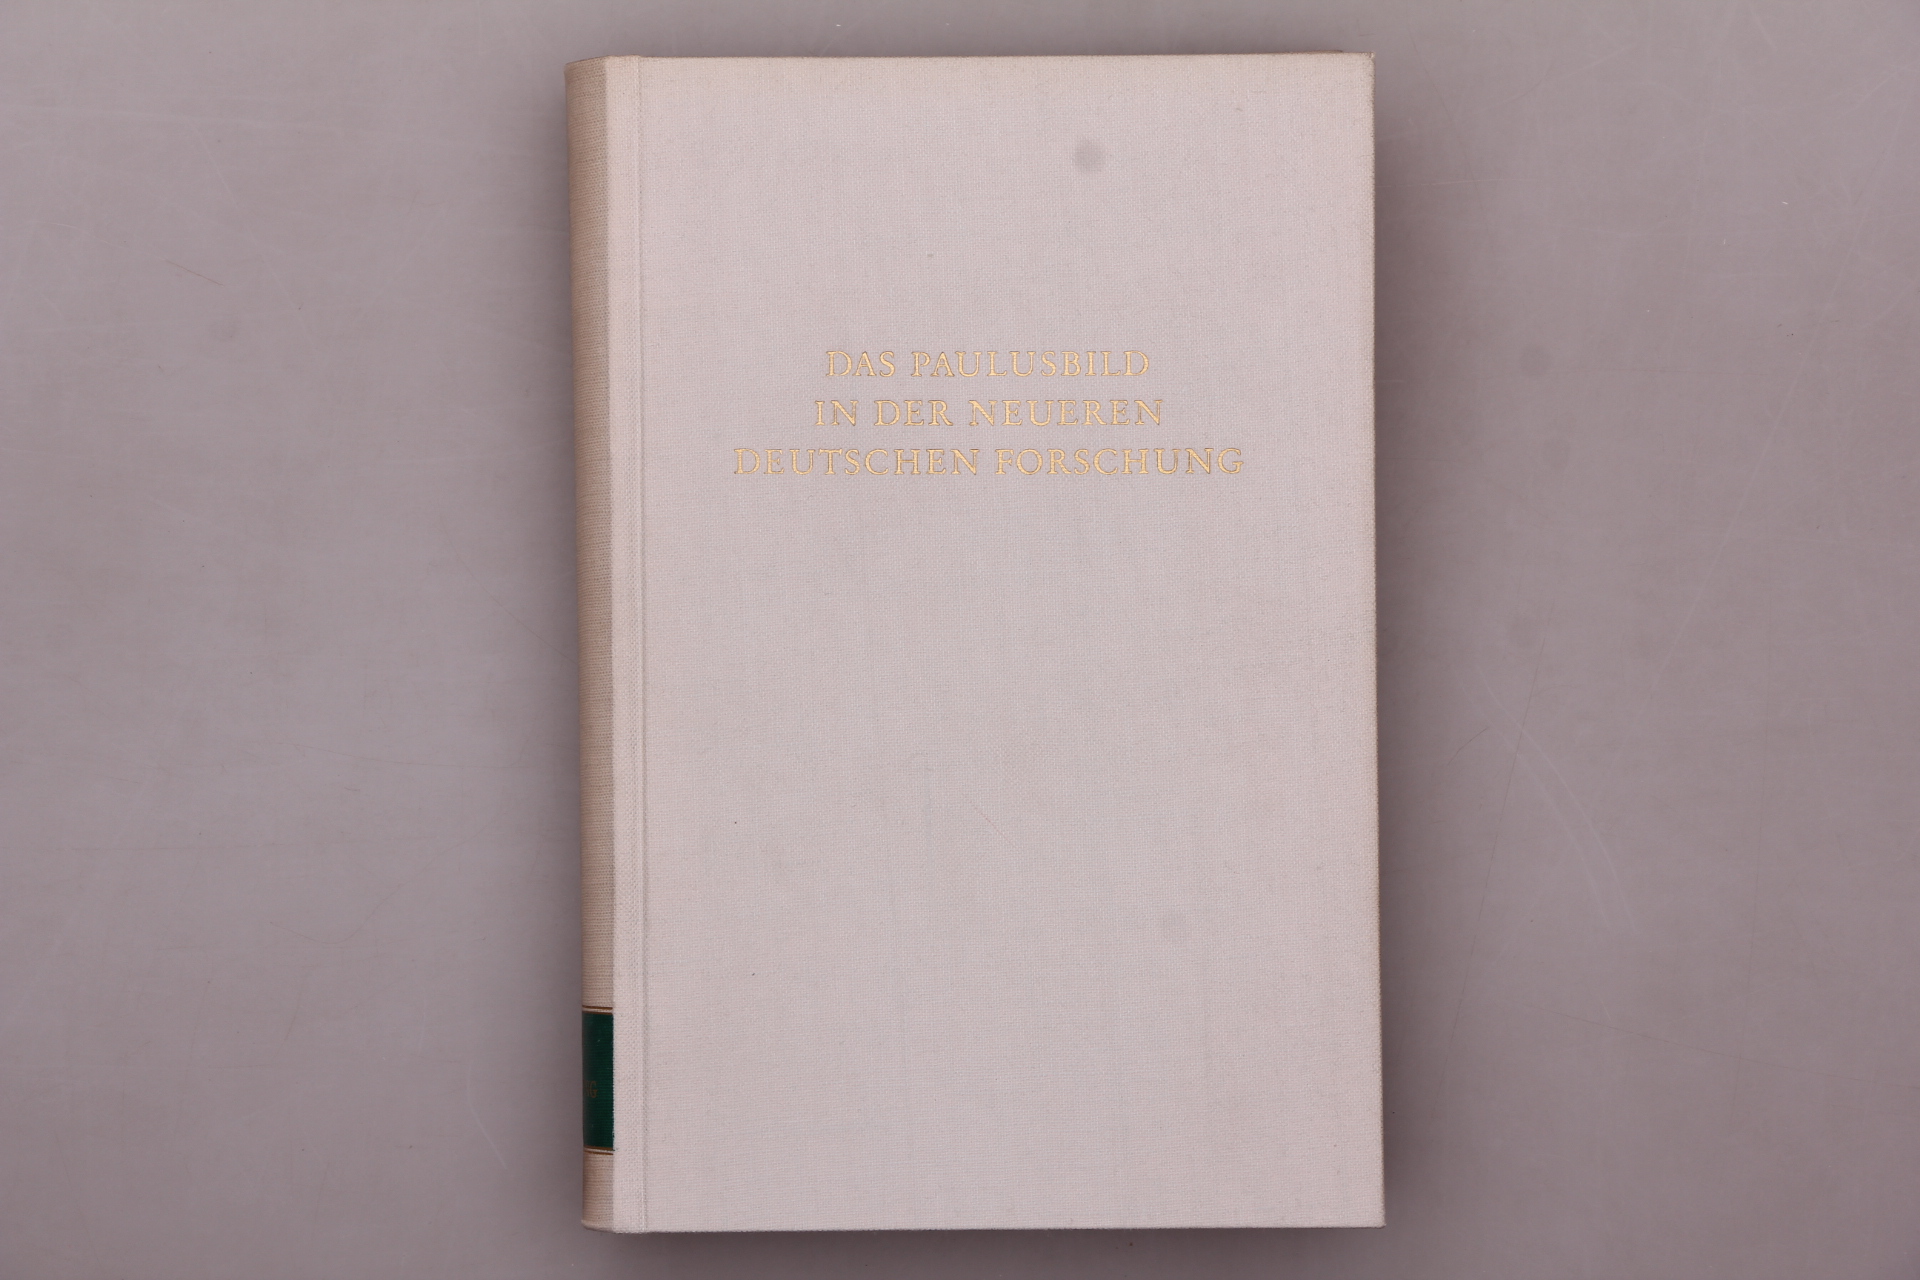 DAS PAULUSBILD
IN DER NEUEREN
DEUTSCHEN FORSCHUNG